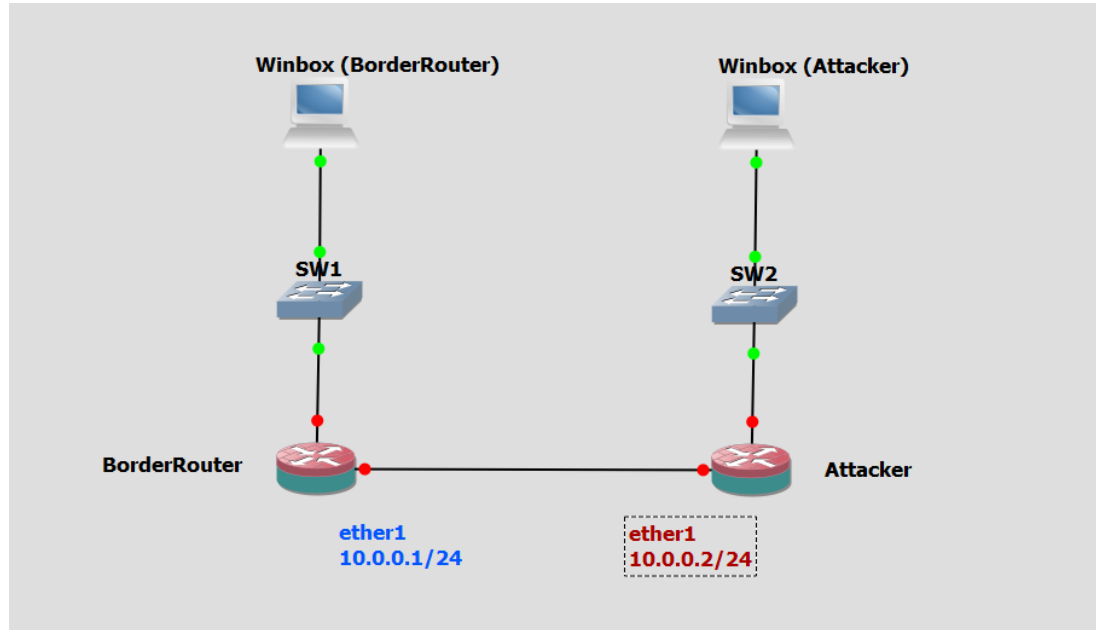 Winbox (BorderRouter)
Winbox (Attacker)
SW1
SW2
BorderRouter
Attacker
ether1
10.0.0.1/24
ether1
10.0.0.2/24